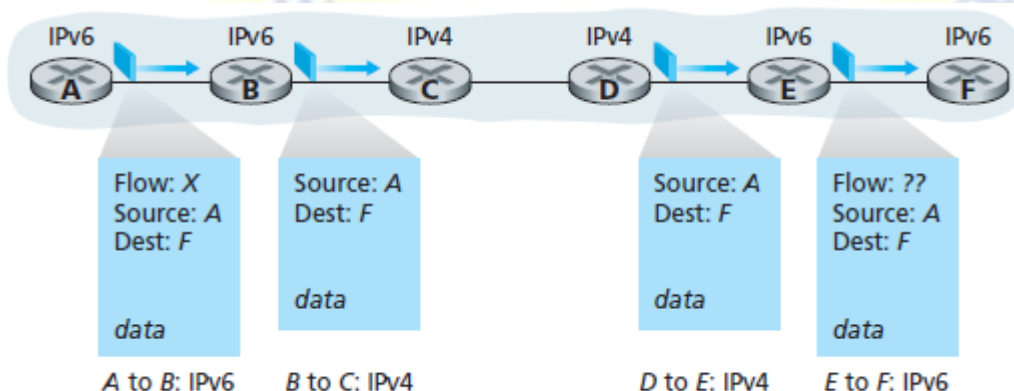 IPv6 IPv6 IPv4 IPv4 IPv6 IPv6
A B C D E F
Flow: X
Source: A
Dest: F
data
Source: A
Dest: F
data
Source: A
Dest: F
data
Flow: ??
Source: A
Dest: F
data
A to B: IPv6 B to C: IPv4 D to E: IPv4 E to F: IPv6